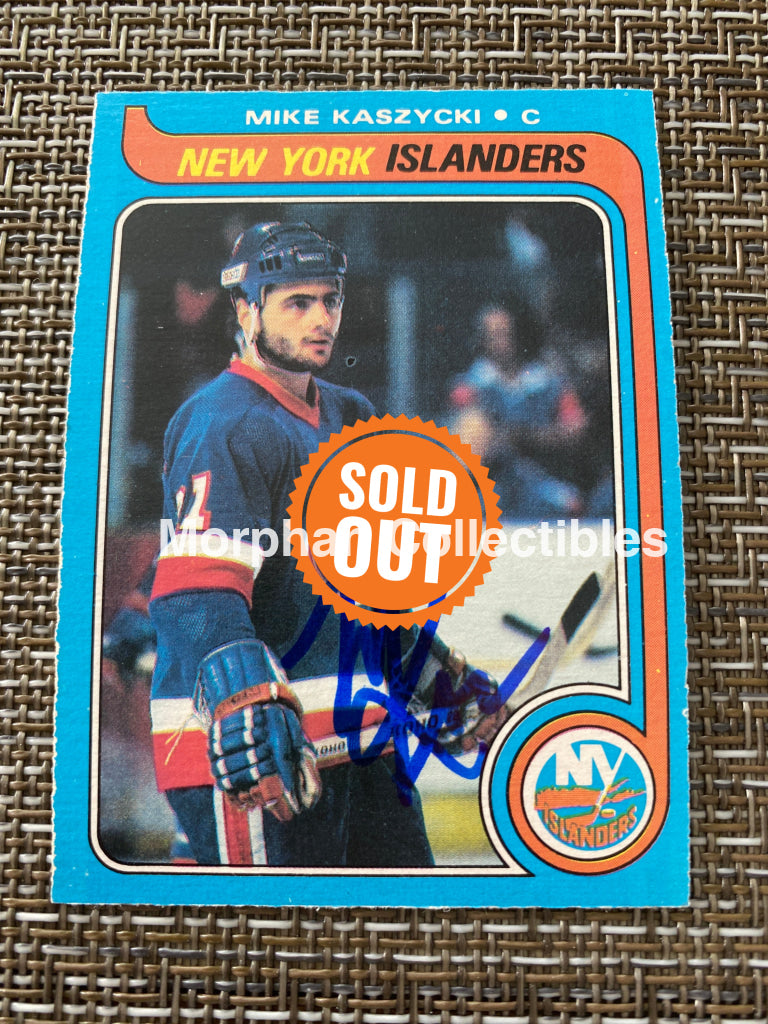 MIKE KASZYCKI • C
NEW YORK ISLANDERS
SOLD
OUT
Morphan Collectibles
NY
ISLANDERS